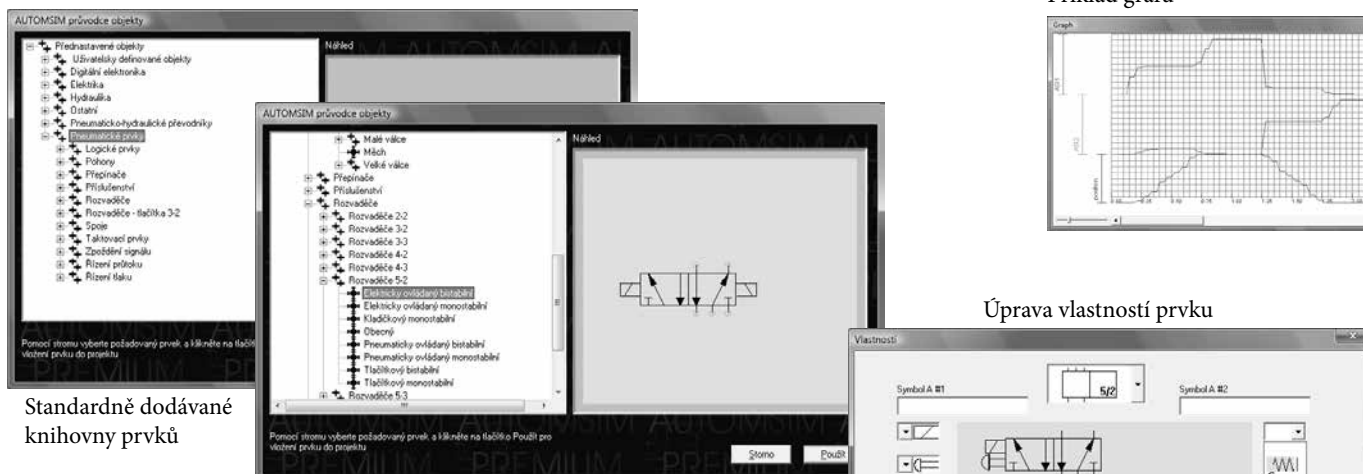 Příklad grafu
AUTOMSIM průvodce objekty
Přednastavené objekty
Uživatelsky definované objekty
Digitální elektronika
Elektrika
Hydraulika
Ostatní
Pneumaticko-hydraulické převodníky
Pneumatické prvky
Logické prvky
Pohony
Přepínače
Příslušenství
Rozvaděče
Rozvaděče - tlačítka 3-2
Spoje
Taktovací prvky
Zpoždění signálu
Řízení průtoku
Řízení tlaku
Náhled
Pomocí stromu vyberte požadovaný prvek a klikněte na tlačít
vložení prvku do projektu
Standardně dodávané
knihovny prvků
AUTOMSIM průvodce objekty
Malé válce
Měch
Velké válce
Přepínače
Příslušenství
Rozvaděče
Rozvaděče 2-2
Rozvaděče 3-2
Rozvaděče 3-3
Rozvaděče 4-2
Rozvaděče 4-3
Rozvaděče 5-2
Elektricky ovládaný bistabilní
Elektricky ovládaný monostabilní
Kladičkový monostabilní
Obecný
Pneumaticky ovládaný bistabilní
Pneumaticky ovládaný monostabilní
Tlačítkový bistabilní
Tlačítkový monostabilní
Rozvaděče 5-3
Náhled
Pomocí stromu vyberte požadovaný prvek, a klikněte na tlačítko Použít pro
vložení prvku do projektu
Storno
Použít
Graph
position
Úprava vlastností prvku
Vlastnosti
Symbol A #1
5/2
Symbol A #2